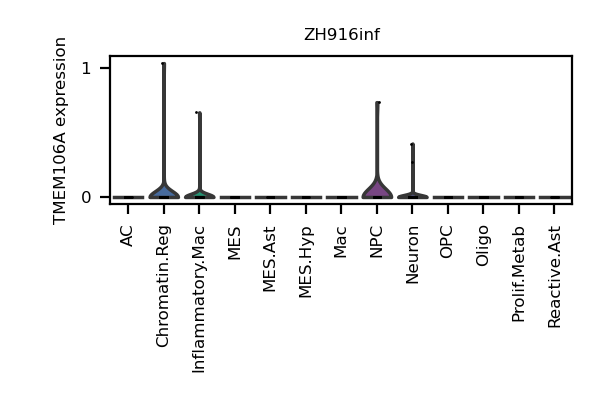 ZH916inf
TMEM106A expression
1
0
AC
Chromatin.Reg
Inflammatory.Mac
MES
MES.Ast
MES.Hyp
Mac
NPC
Neuron
OPC
Oligo
Prolif.Metab
Reactive.Ast